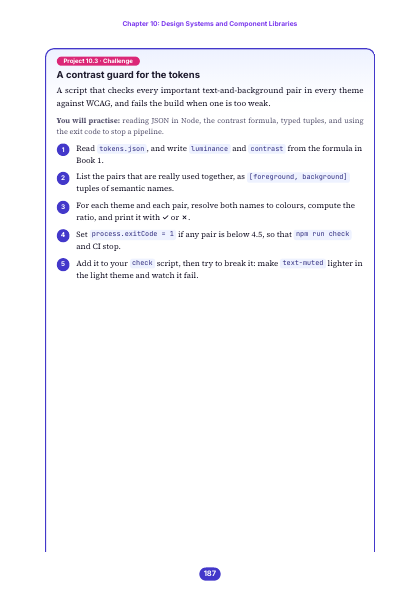 Chapter 10: Design Systems and Component Libraries
Project 10.3 · Challenge
A contrast guard for the tokens
A script that checks every important text-and-background pair in every theme
against WCAG, and fails the build when one is too weak.
You will practise: reading JSON in Node, the contrast formula, typed tuples, and using
the exit code to stop a pipeline.
1 Read tokens.json, and write luminance and contrast from the formula in
Book 1.
2 List the pairs that are really used together, as [foreground, background]
tuples of semantic names.
3 For each theme and each pair, resolve both names to colours, compute the
ratio, and print it with ✓ or ×.
4 Set process.exitCode = 1 if any pair is below 4.5, so that npm run check
and CI stop.
5 Add it to your check script, then try to break it: make text-muted lighter in
the light theme and watch it fail.
187